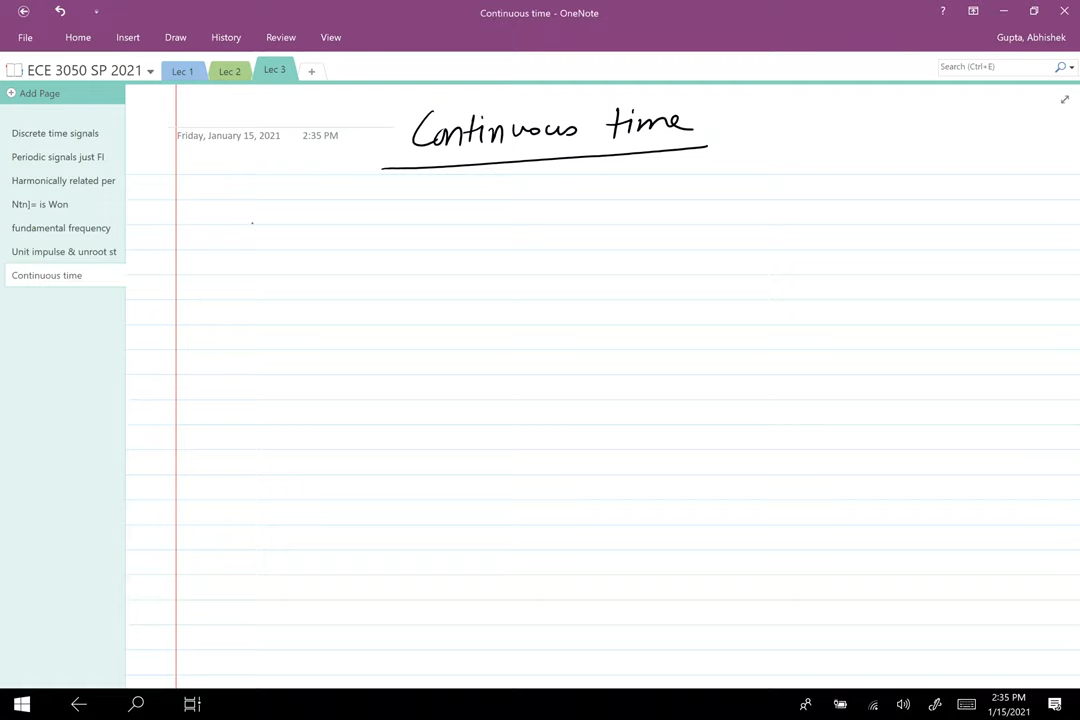 Continuous time - OneNote
?
File Home Insert Draw History Review View
Gupta, Abhishek
ECE 3050 SP 2021
Lec 1 Lec 2 Lec 3 +
Search (Ctrl+E)
Add Page
Friday, January 15, 2021 2:35 PM
Continuous time
Discrete time signals
Periodic signals just FI
Harmonically related per
Ntn]= is Won
fundamental frequency
Unit impulse & unroot st
Continuous time
2:35 PM
1/15/2021